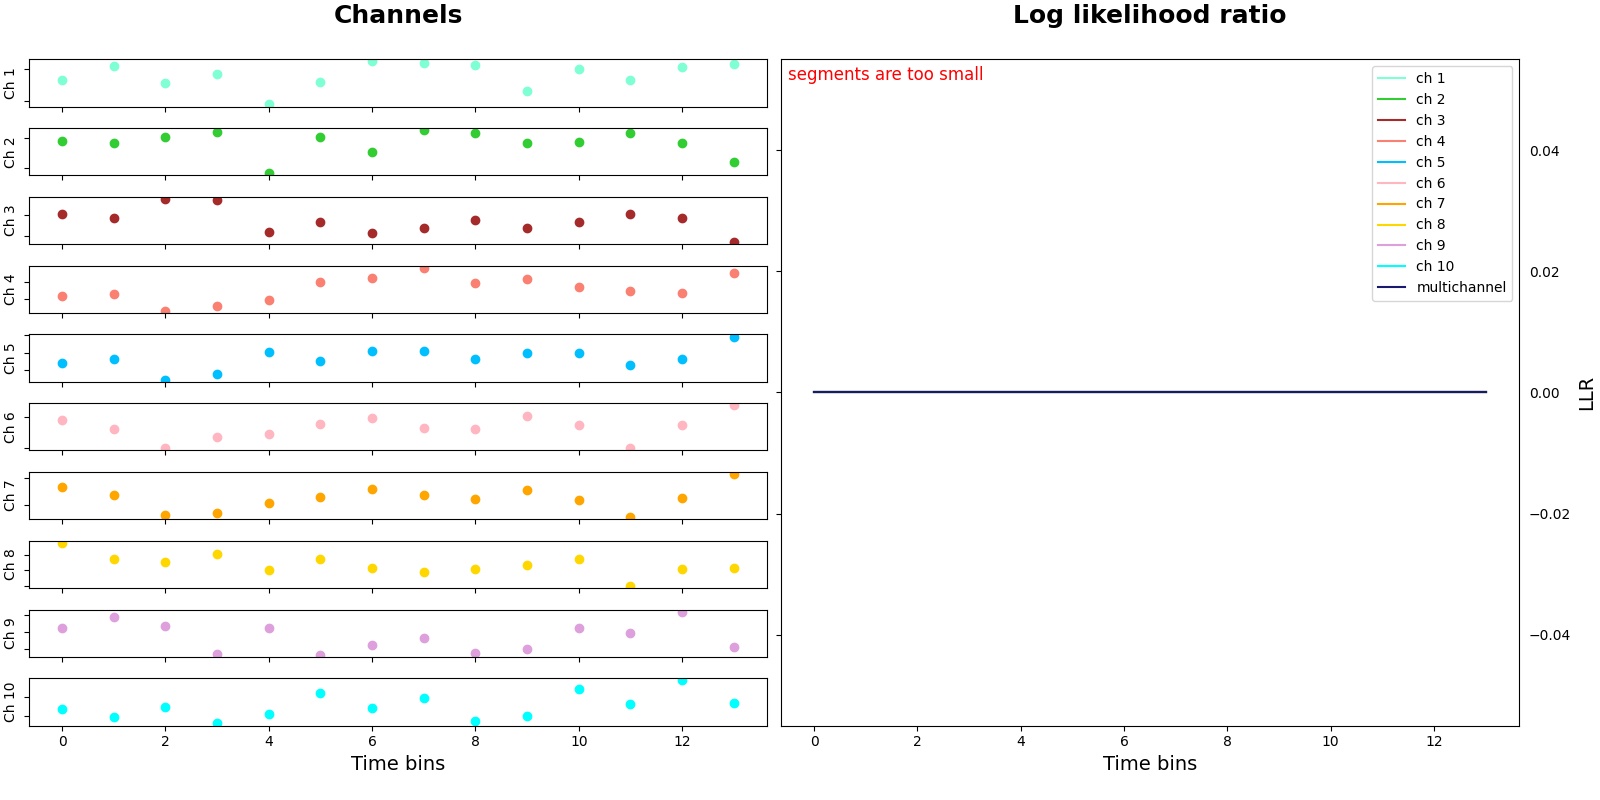 Channels
Log likelihood ratio
Ch 1
Ch 2
Ch 3
Ch 4
Ch 5
Ch 6
Ch 7
Ch 8
Ch 9
Ch 10
0 2 4 6 8 10 12
Time bins
segments are too small
ch 1
ch 2
ch 3
ch 4
ch 5
ch 6
ch 7
ch 8
ch 9
ch 10
multichannel
0.04
0.02
0.00
−0.02
−0.04
LLR
0 2 4 6 8 10 12
Time bins